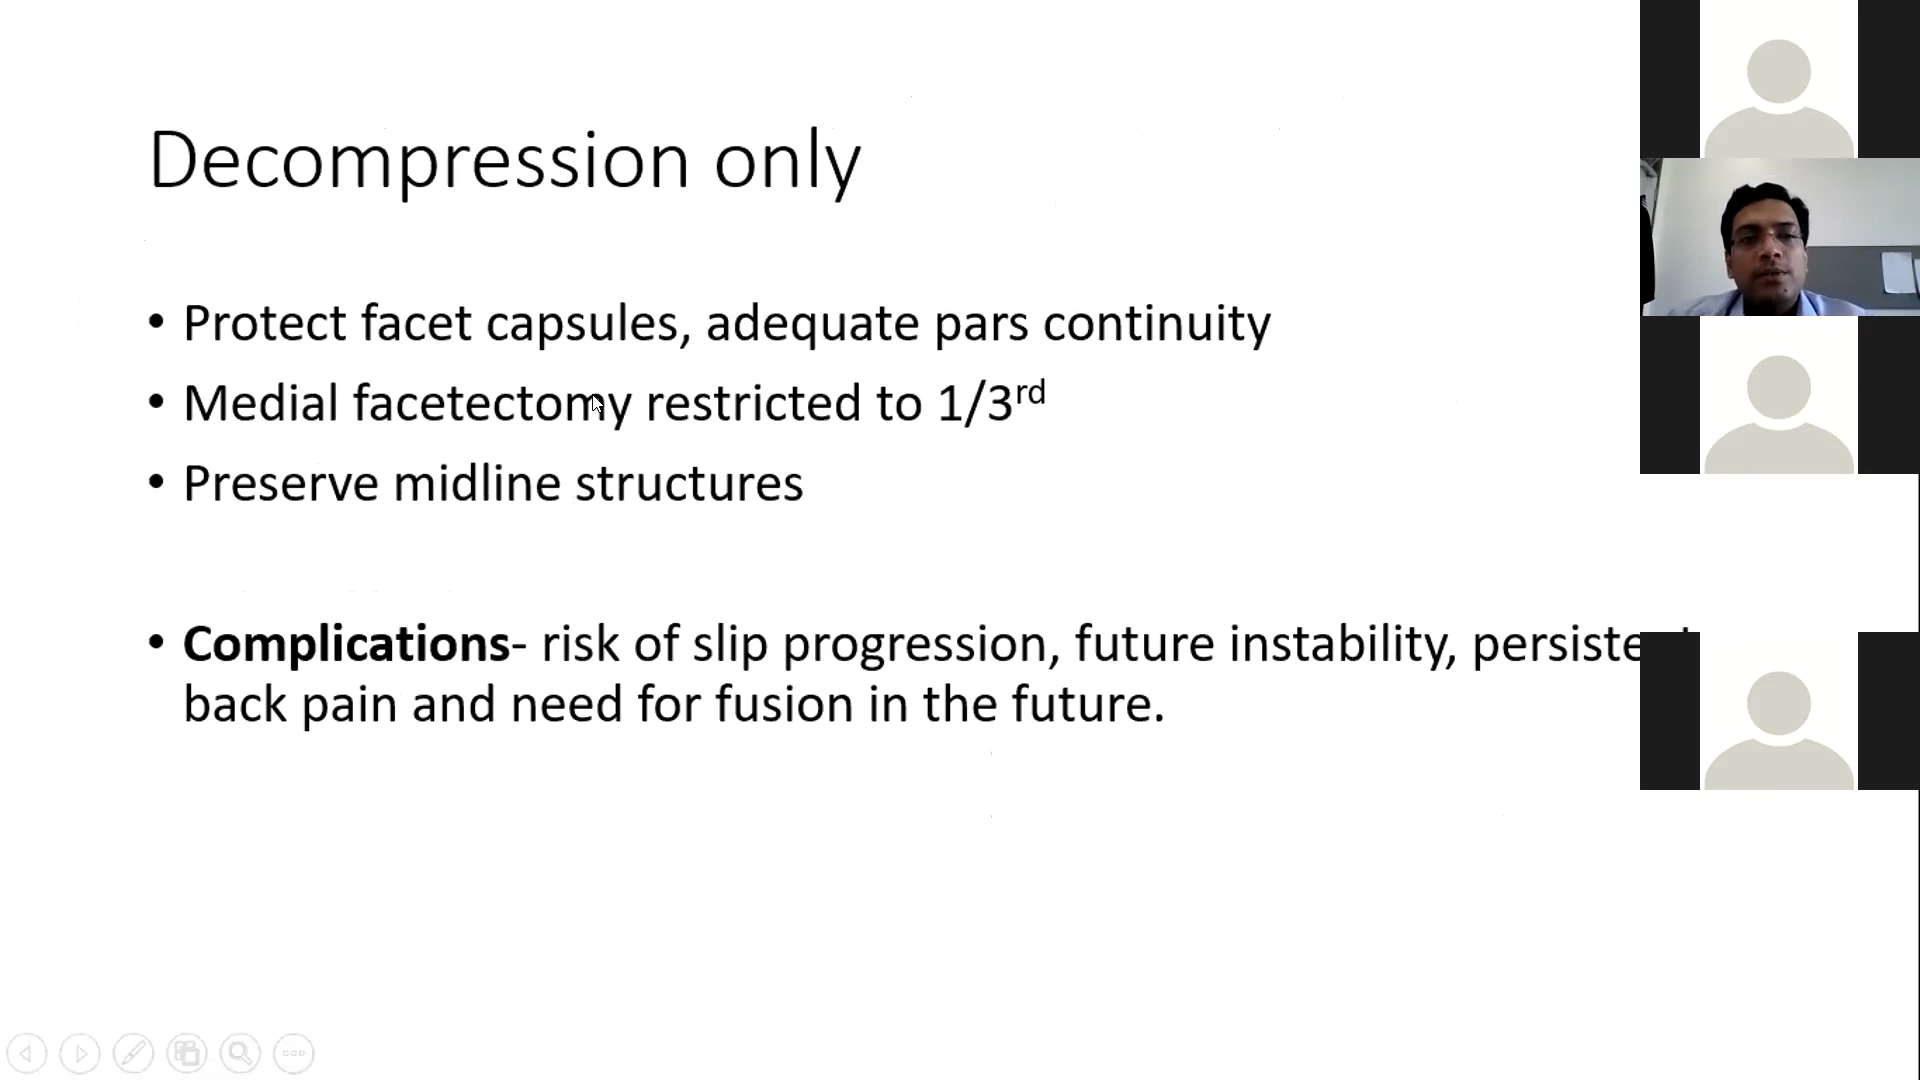 Decompression only
• Protect facet capsules, adequate pars continuity
• Medial facetectomy restricted to 1/3rd
• Preserve midline structures
• Complications- risk of slip progression, future instability,
back pain and need for fusion in the future.